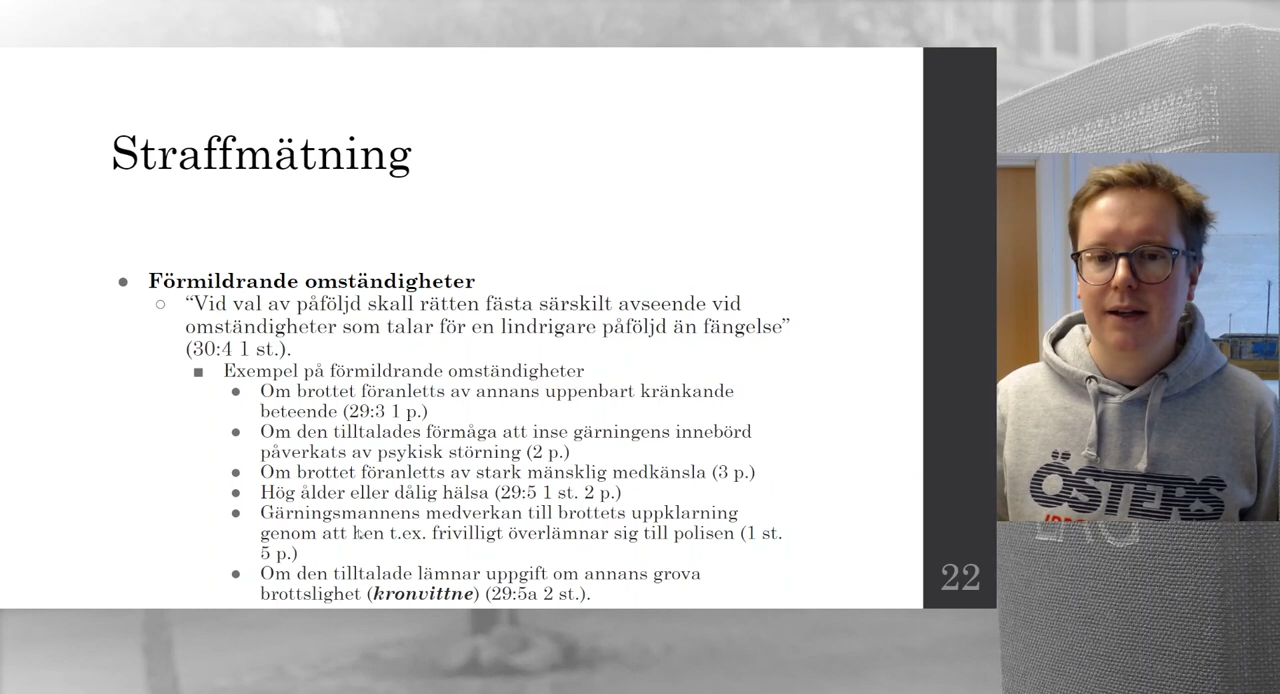 Straffmätning
● Förmildrande omständigheter
○ “Vid val av påföljd skall rätten fästa särskilt avseende vid
omständigheter som talar för en lindrigare påföljd än fängelse”
(30:4 1 st.).
■ Exempel på förmildrande omständigheter
● Om brottet föranletts av annans uppenbart kränkande
beteende (29:3 1 p.)
● Om den tilltalades förmåga att inse gärningens innebörd
påverkats av psykisk störning (2 p.)
● Om brottet föranletts av stark mänsklig medkänsla (3 p.)
● Hög ålder eller dålig hälsa (29:5 1 st. 2 p.)
● Gärningsmannens medverkan till brottets uppklarning
genom att hen t.ex. frivilligt överlämnar sig till polisen (1 st.
5 p.)
● Om den tilltalade lämnar uppgift om annans grova
brottslighet (kronvittne) (29:5a 2 st.).
22
ÖSTERS